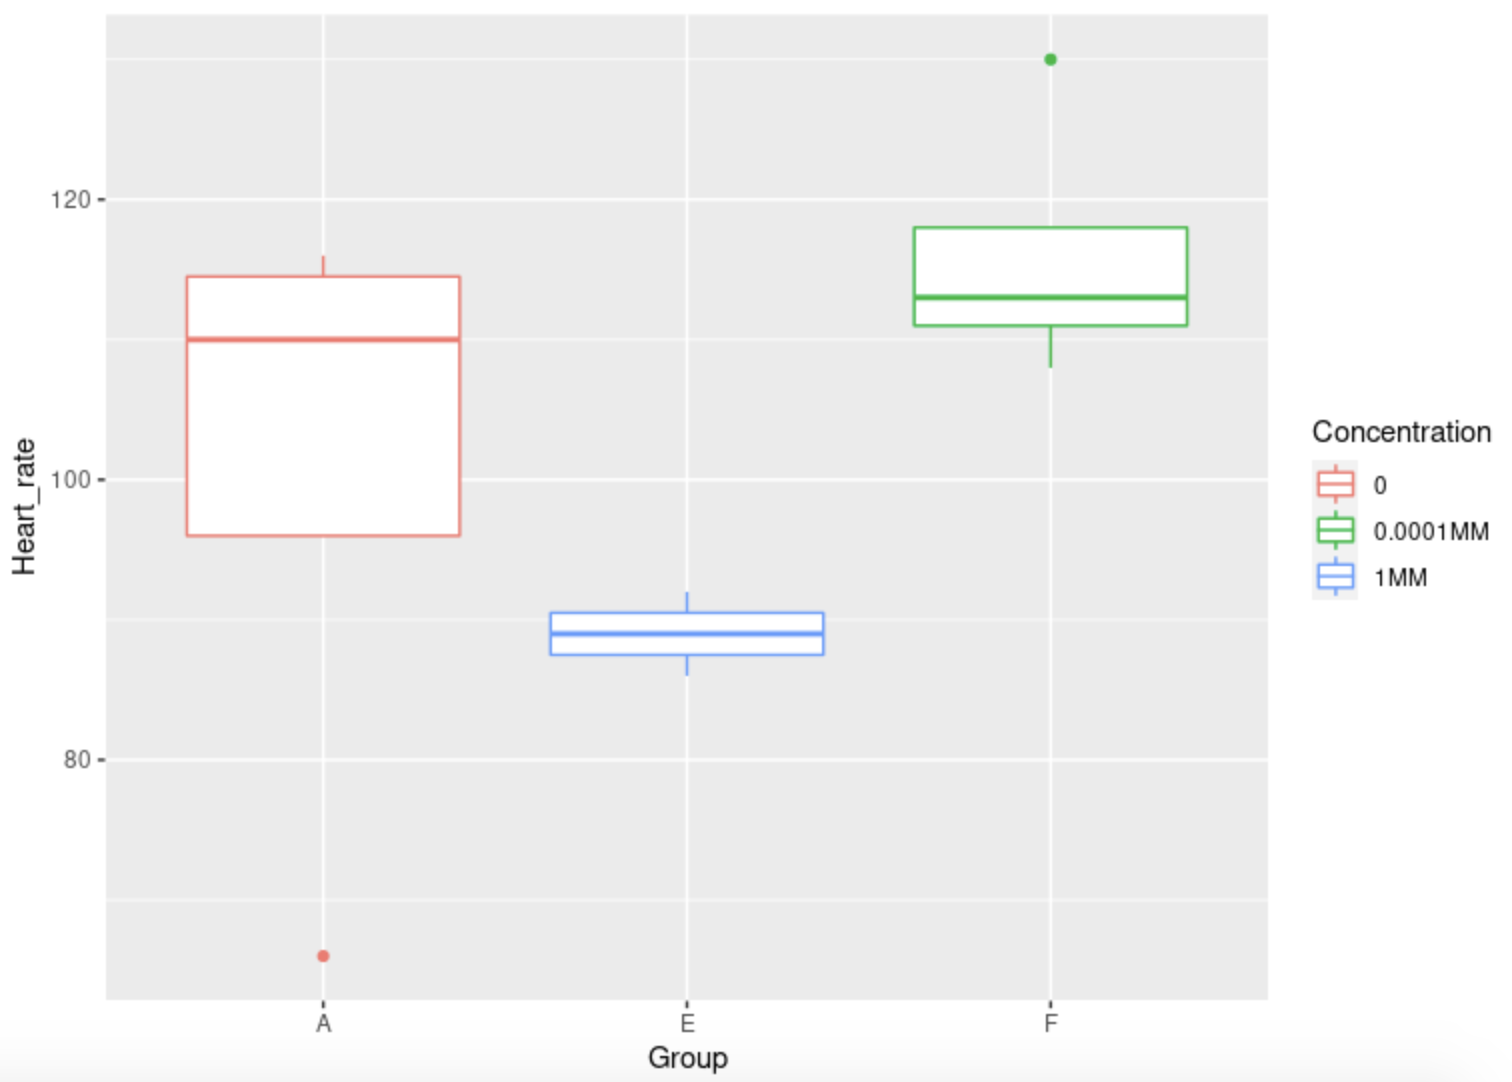 120
100
80
Heart_rate
A E F
Group
Concentration
0
0.0001MM
1MM